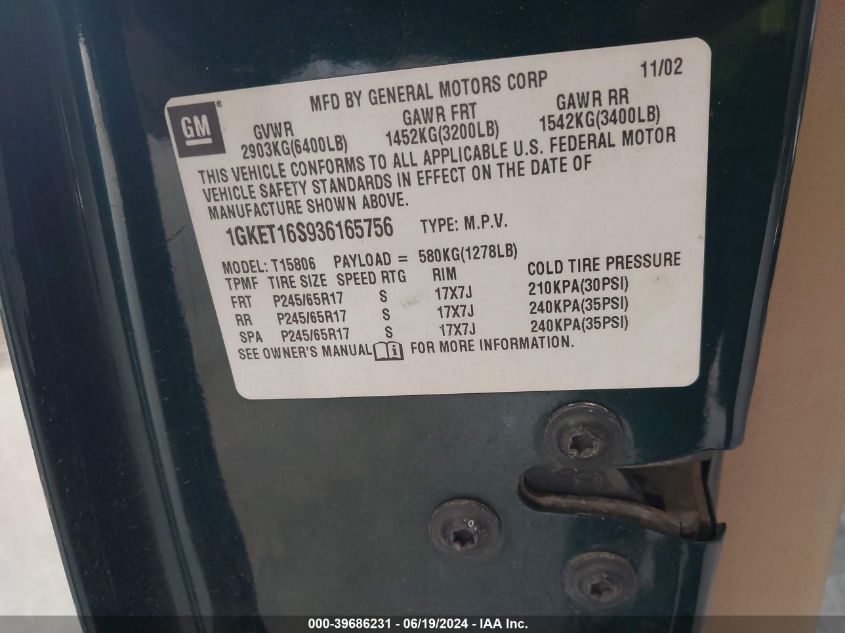 GM
MFD BY GENERAL MOTORS CORP 11/02
GVWR GAWR FRT GAWR RR
2903KG(6400LB) 1452KG(3200LB) 1542KG(3400LB)
THIS VEHICLE CONFORMS TO ALL APPLICABLE U.S. FEDERAL MOTOR
VEHICLE SAFETY STANDARDS IN EFFECT ON THE DATE OF
MANUFACTURE SHOWN ABOVE.
1GKET16S936165756 TYPE: M.P.V.
MODEL: T15806 PAYLOAD = 580KG(1278LB)
TPMF TIRE SIZE SPEED RTG RIM COLD TIRE PRESSURE
FRT P245/65R17 S 17X7J 210KPA(30PSI)
RR P245/65R17 S 17X7J 240KPA(35PSI)
SPA P245/65R17 S 17X7J 240KPA(35PSI)
SEE OWNER'S MANUAL i FOR MORE INFORMATION.
000-39686231 - 06/19/2024 - IAA Inc.